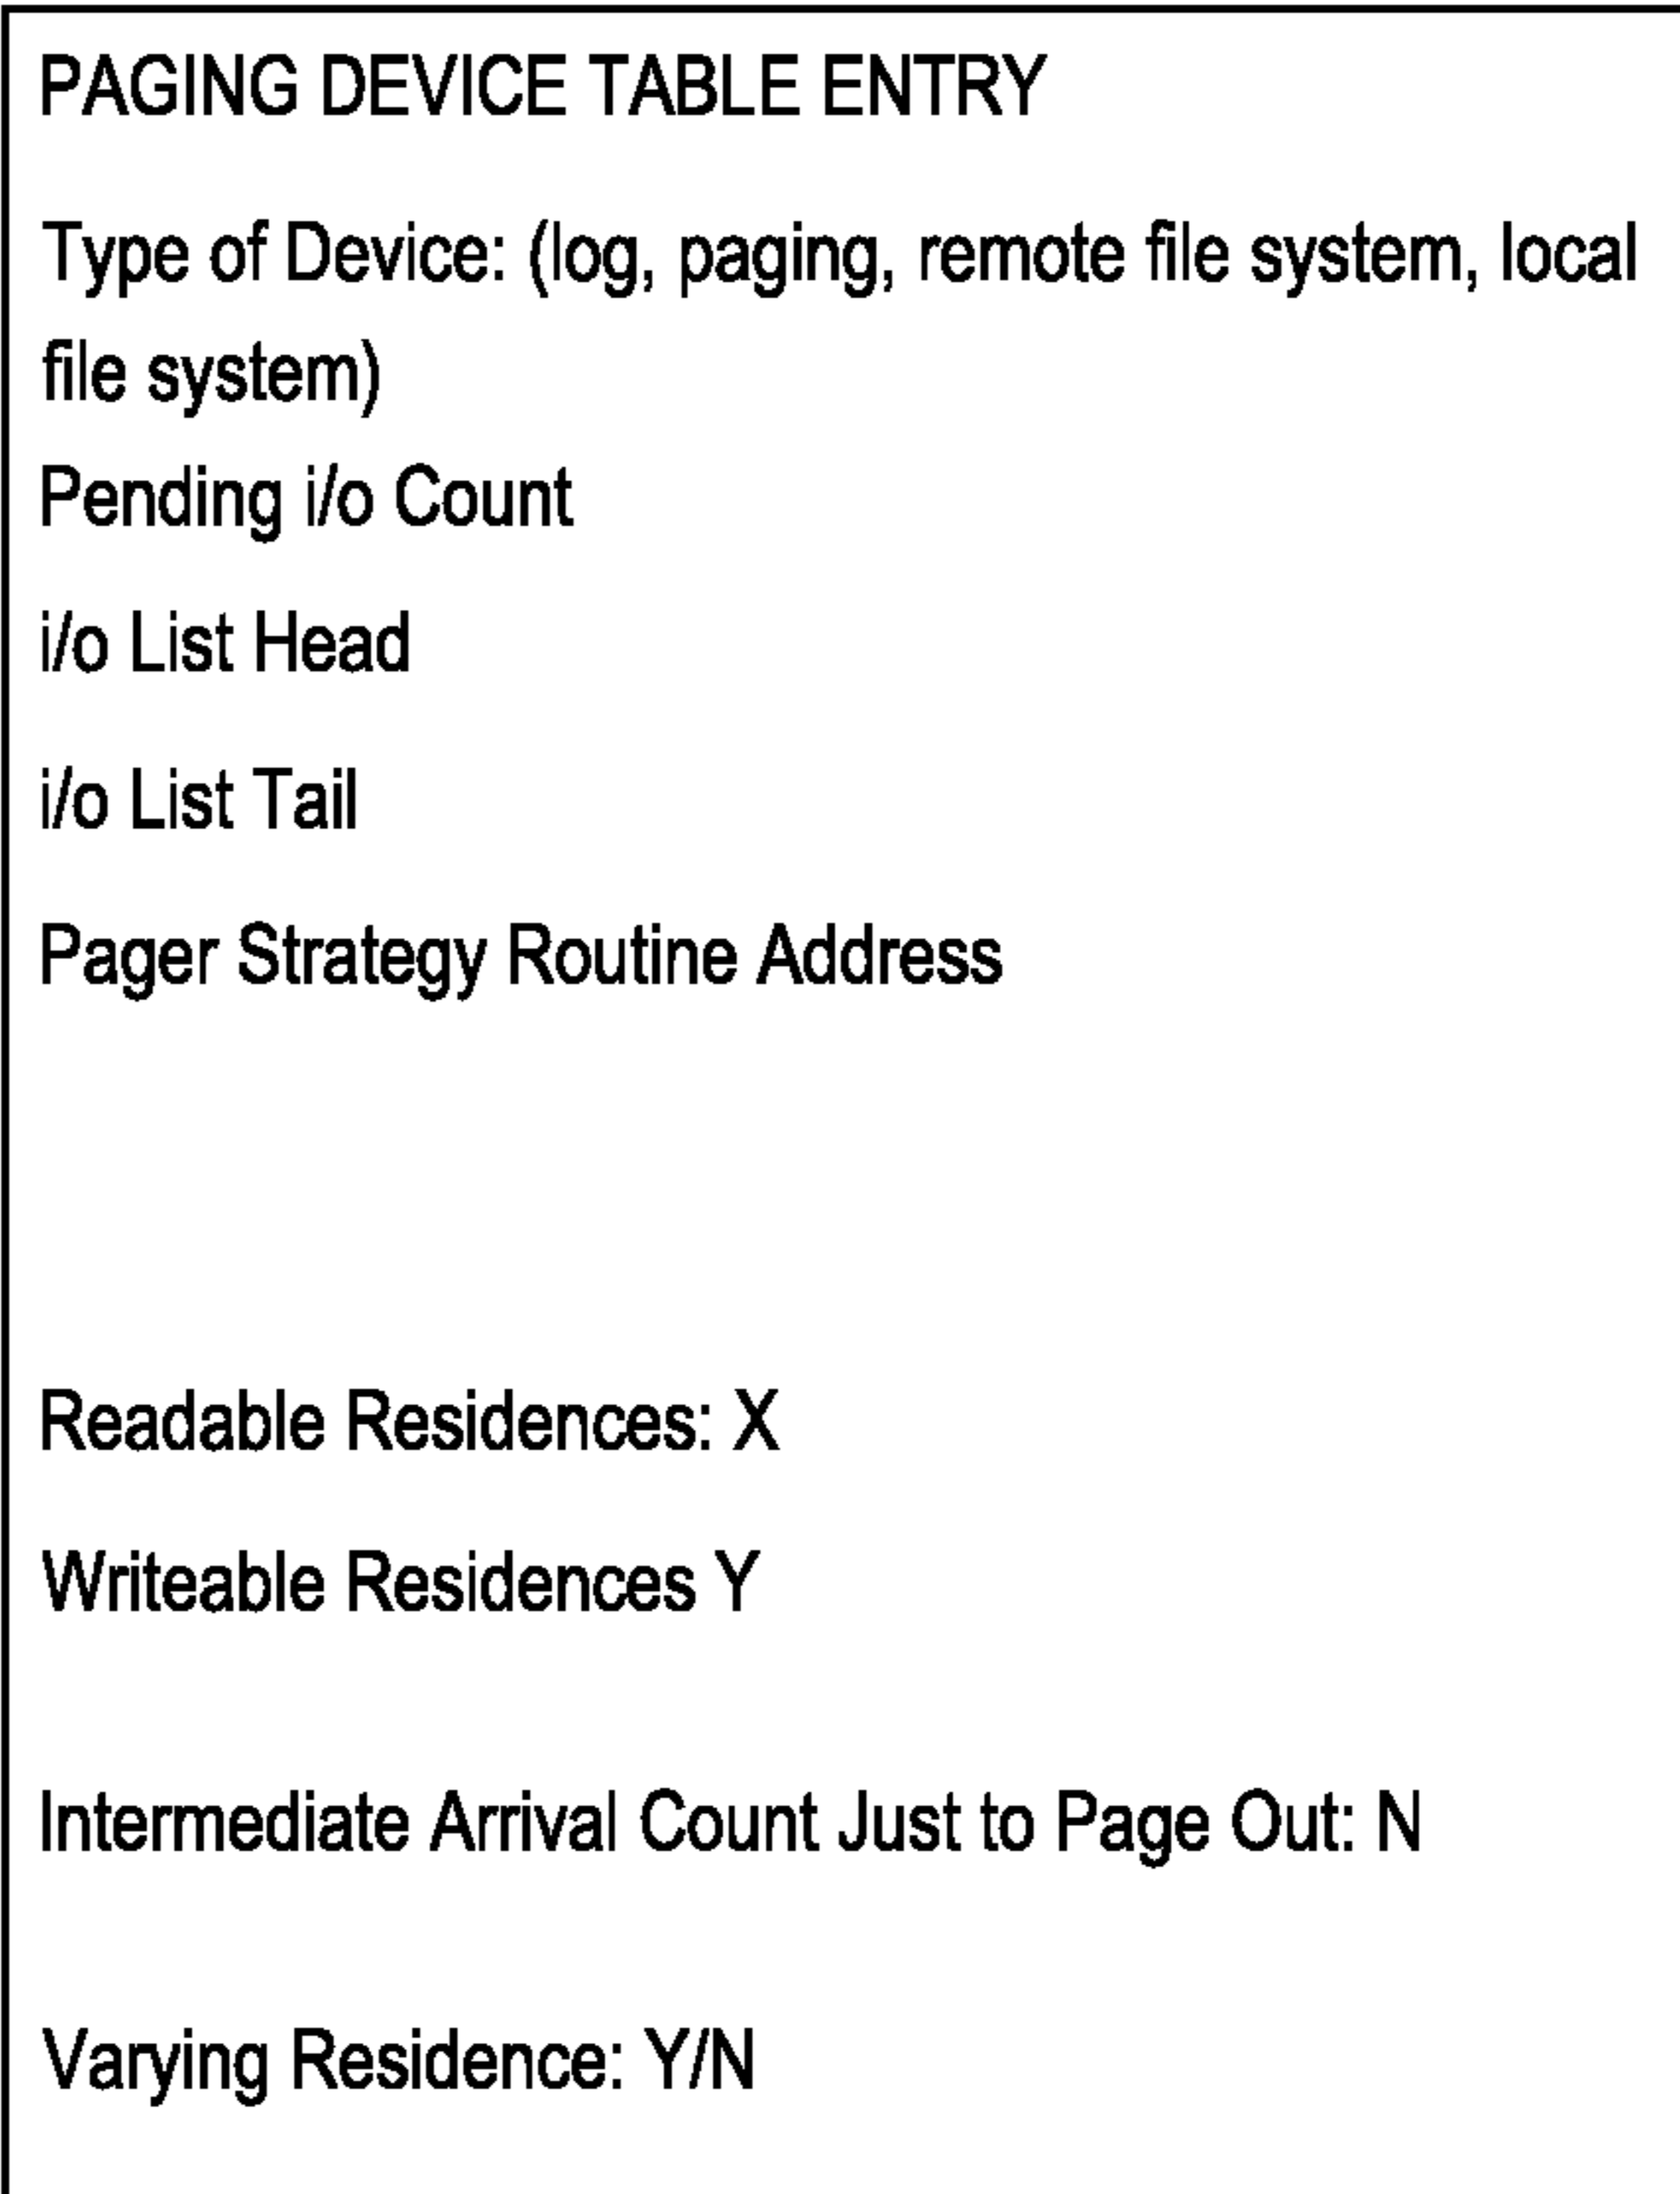 PAGING DEVICE TABLE ENTRY
Type of Device: (log, paging, remote file system, local
file system)
Pending i/o Count
i/o List Head
i/o List Tail
Pager Strategy Routine Address
Readable Residences: X
Writeable Residences Y
Intermediate Arrival Count Just to Page Out: N
Varying Residence: Y/N